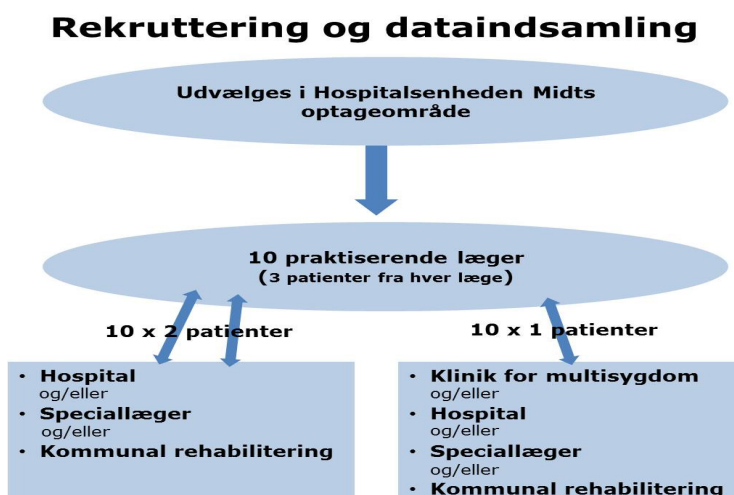 Rekruttering og dataindsamling
Udvælges i Hospitalsenheden Midts
optageområde
10 praktiserende læger
(3 patienter fra hver læge)
10 x 2 patienter
10 x 1 patienter
• Hospital
og/eller
• Speciallæger
og/eller
• Kommunal rehabilitering
• Klinik for multisygdom
og/eller
• Hospital
og/eller
• Speciallæger
og/eller
• Kommunal rehabilitering